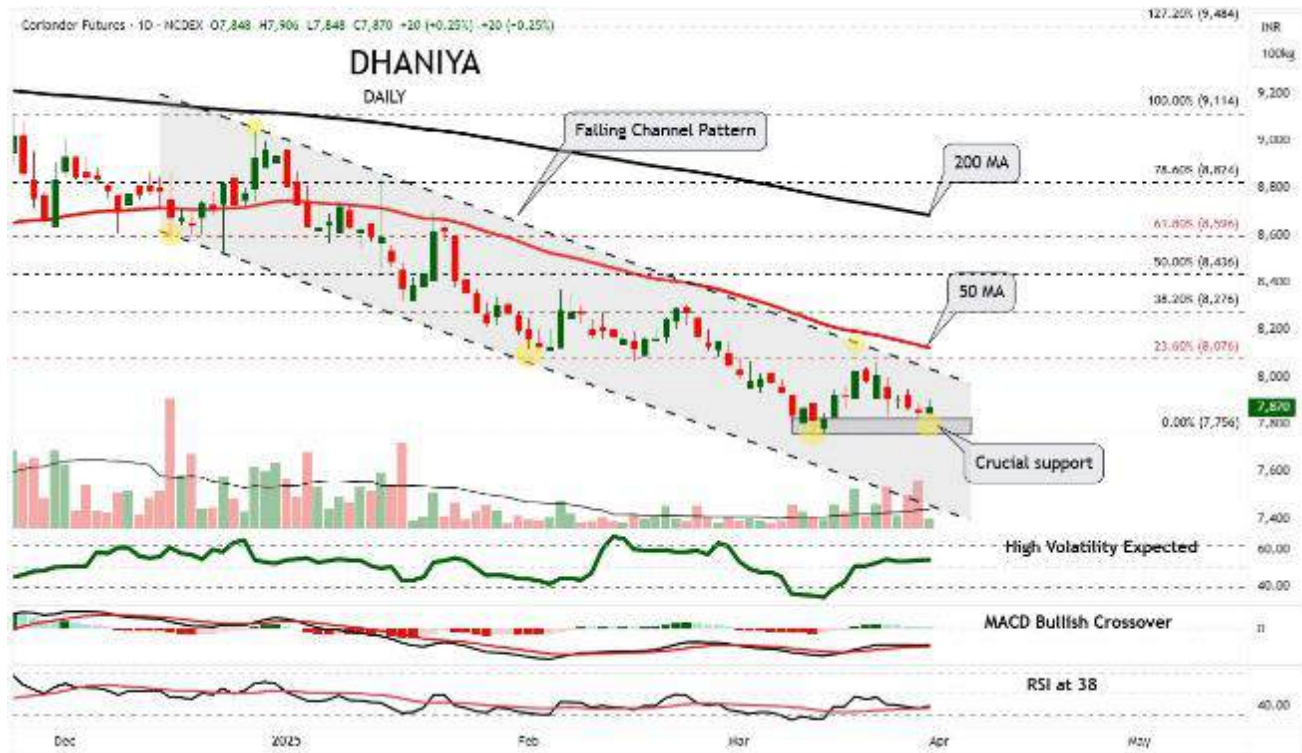 Coriander Futures · 1D · NCDEX O7,848 H7,906 L7,848 C7,870 +20 (+0.25%) +20 (+0.25%)
DHANIYA
DAILY
127.20% (9,484)
INR
100kg
9,200
100.00% (9,114)
9,000
Falling Channel Pattern
200 MA
78.60% (8,824)
8,800
61.80% (8,596)
8,600
50.00% (8,436)
8,400
50 MA
38.20% (8,276)
8,200
23.60% (8,076)
8,000
7,870
7,800
0.00% (7,756)
Crucial support
7,600
7,400
High Volatility Expected
60.00
40.00
MACD Bullish Crossover
0
RSI at 38
40.00
Dec 2025 Feb Mar Apr May